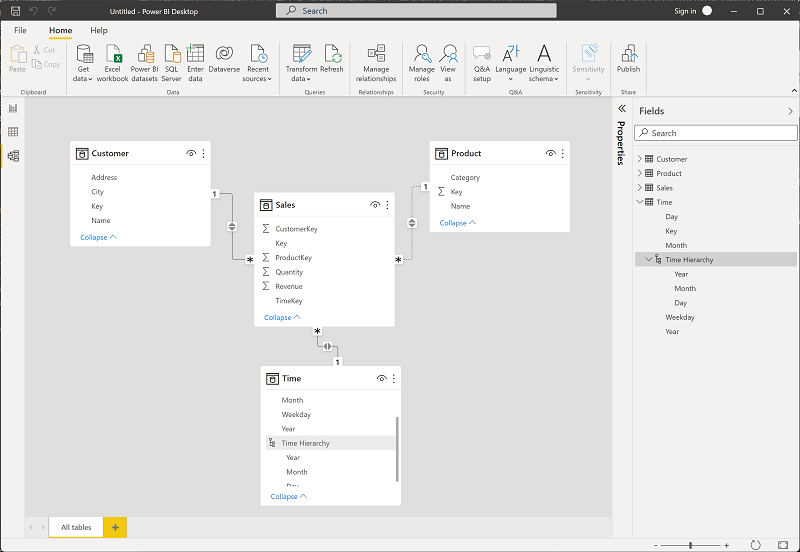 Untitled - Power BI Desktop
Search
Sign in
File
Home
Help
Paste
Cut
Copy
Get data
Excel workbook
Power BI datasets
SQL Server
Enter data
Dataverse
Recent sources
Transform data
Refresh
Manage relationships
Manage roles
View as
Q&A setup
Language
Linguistic schema
Sensitivity
Publish
Clipboard
Data
Queries
Relationships
Security
Q&A
Sensitivity
Share
Customer
Address
City
Key
Name
Collapse
1
*
Sales
CustomerKey
Key
ProductKey
Quantity
Revenue
TimeKey
Collapse
Product
Category
Key
Name
Collapse
1
*
*
1
Time
Month
Weekday
Year
Time Hierarchy
Year
Month
Day
Collapse
Properties
Fields
Search
Customer
Product
Sales
Time
Day
Key
Month
Time Hierarchy
Year
Month
Day
Weekday
Year
All tables
+
- +